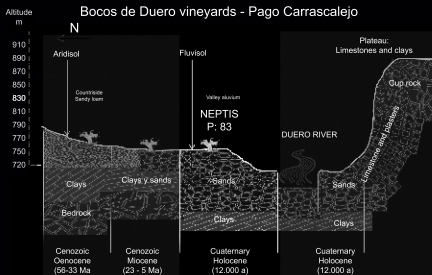 Bocos de Duero vineyards - Pago Carrascalejo
Altitude
m
N
910
890
870
850
830
810
790
770
750
720
Aridisol
Fluvisol
Plateau:
Limestones and clays
Cup rock
Countriside
Sandy loam
Valley aluvium
NEPTIS
P: 83
DUERO RIVER
Limestone and plasters
Clays
Clays y sands
Sands
Sands
Bedrock
Clays
Clays
Cenozoic
Oenocene
(56-33 Ma
Cenozoic
Miocene
(23 - 5 Ma)
Cuaternary
Holocene
(12.000 a)
Cuaternary
Holocene
(12.000 a)